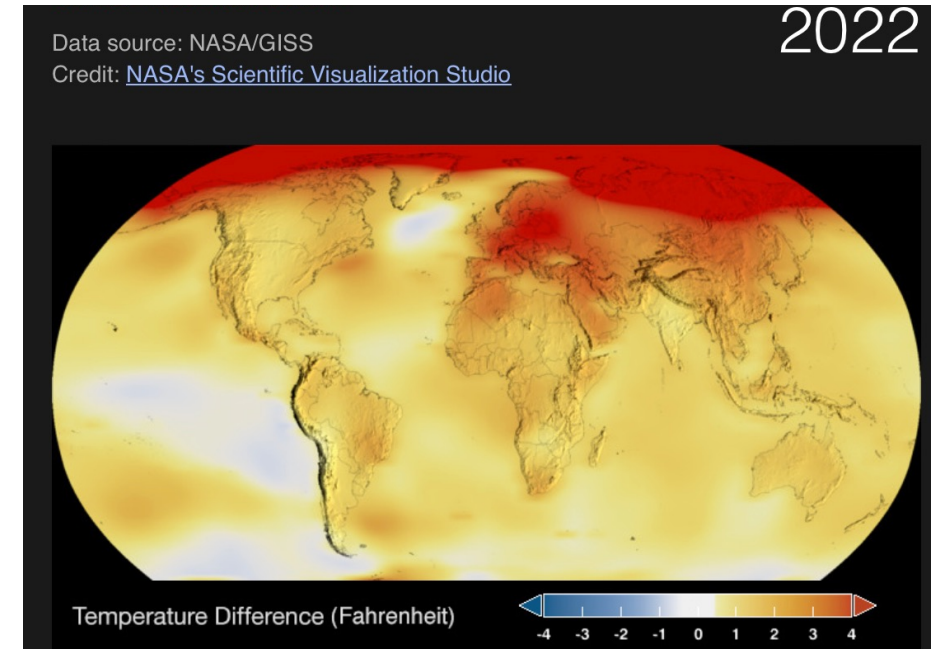 2022
Data source: NASA/GISS
Credit: NASA's Scientific Visualization Studio
Temperature Difference (Fahrenheit)
-4 -3 -2 -1 0 1 2 3 4